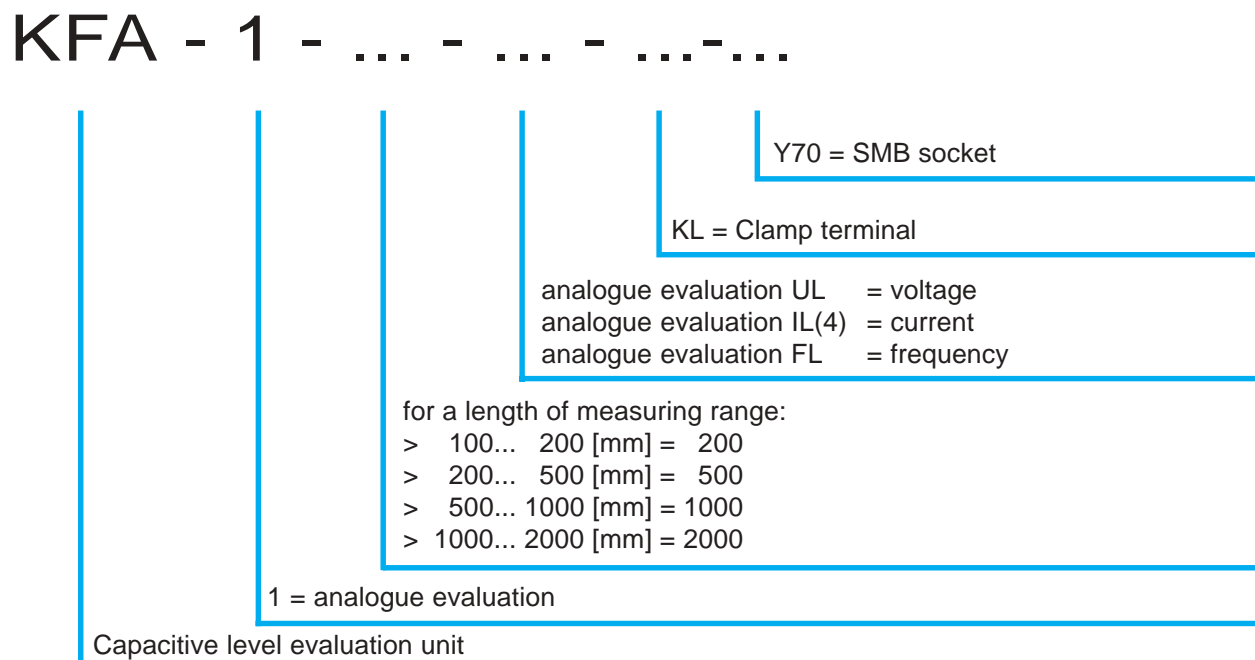 KFA - 1 - ... - ... - ...-...
Y70 = SMB socket
KL = Clamp terminal
analogue evaluation UL = voltage
analogue evaluation IL(4) = current
analogue evaluation FL = frequency
for a length of measuring range:
> 100... 200 [mm] = 200
> 200... 500 [mm] = 500
> 500... 1000 [mm] = 1000
> 1000... 2000 [mm] = 2000
1 = analogue evaluation
Capacitive level evaluation unit